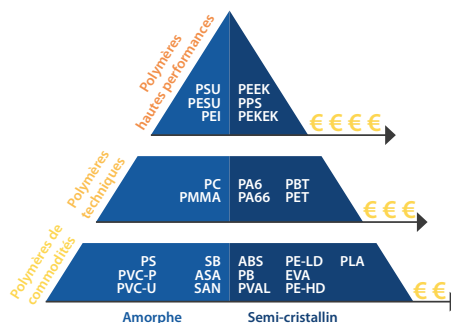 Polymères
hautes performances
PSU PEEK
PESU PPS
PEI PEKEK
€ € € €
Polymères
techniques
PC PA6 PBT
PMMA PA66 PET
€ € €
Polymères de
commodités
PS SB ABS PE-LD PLA
PVC-P ASA PB EVA
PVC-U SAN PVAL PE-HD
€ €
Amorphe Semi-cristallin